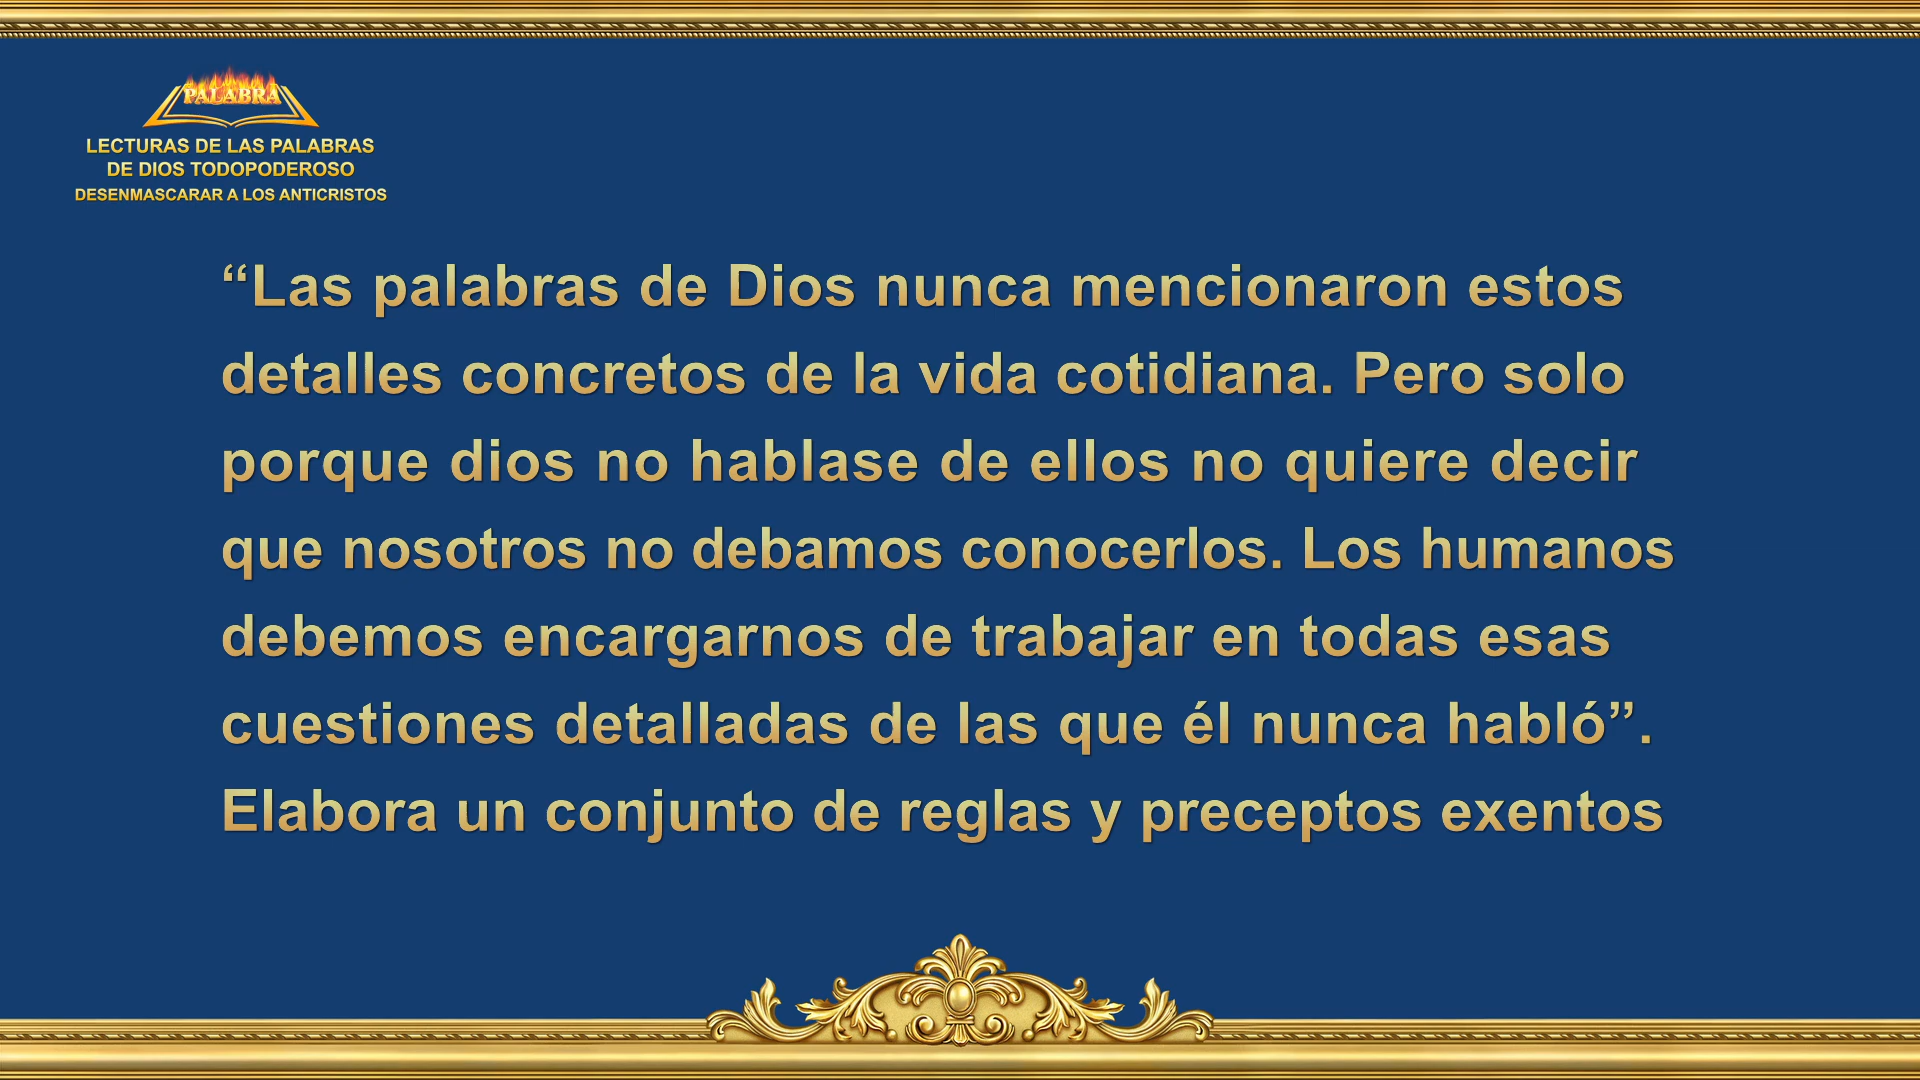 PALABRA
LECTURAS DE LAS PALABRAS
DE DIOS TODOPODEROSO
DESENMASCARAR A LOS ANTICRISTOS
“Las palabras de Dios nunca mencionaron estos
detalles concretos de la vida cotidiana. Pero solo
porque dios no hablase de ellos no quiere decir
que nosotros no debamos conocerlos. Los humanos
debemos encargarnos de trabajar en todas esas
cuestiones detalladas de las que él nunca habló”.
Elabora un conjunto de reglas y preceptos exentos